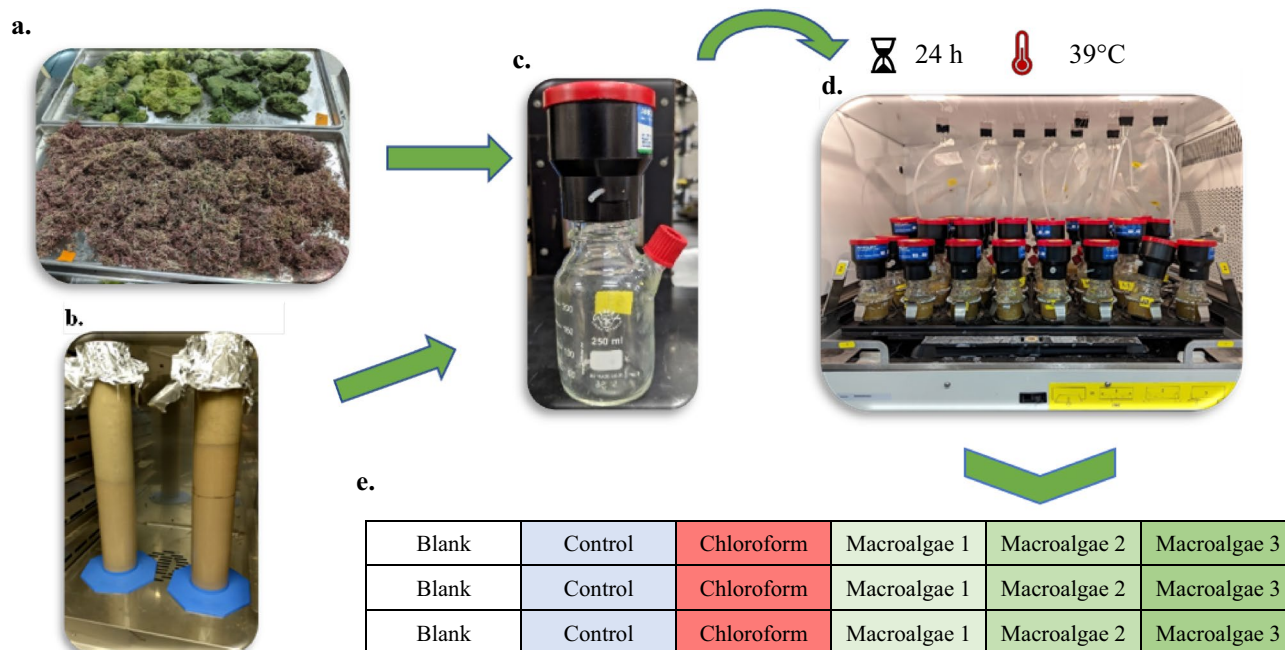 a.
c.
24 h
39°C
d.
250 ml
b.
e.
Blank Control Chloroform Macroalgae 1 Macroalgae 2 Macroalgae 3
Blank Control Chloroform Macroalgae 1 Macroalgae 2 Macroalgae 3
Blank Control Chloroform Macroalgae 1 Macroalgae 2 Macroalgae 3